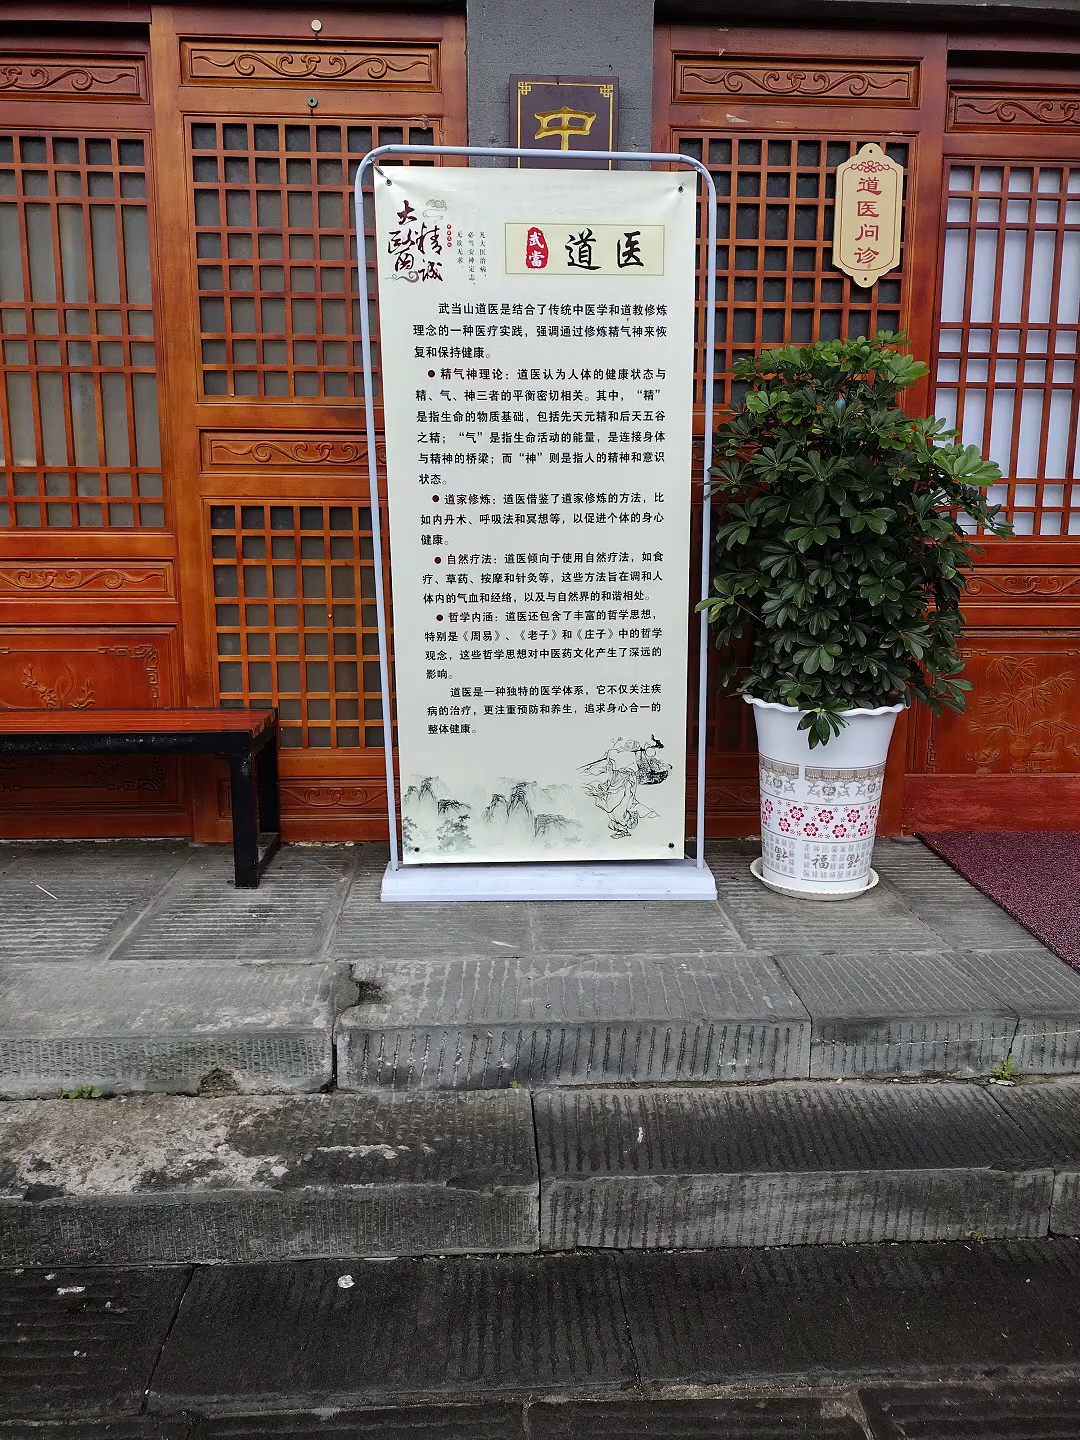 中
道医问诊
大医精诚
凡大医治病，
必当安神定志，
无欲无求，
武當
道医
武当山道医是结合了传统中医学和道教修炼
理念的一种医疗实践，强调通过修炼精气神来恢
复和保持健康。
● 精气神理论：道医认为人体的健康状态与
精、气、神三者的平衡密切相关。其中，“精”
是指生命的物质基础，包括先天元精和后天五谷
之精；“气”是指生命活动的能量，是连接身体
与精神的桥梁；而“神”则是指人的精神和意识
状态。
● 道家修炼：道医借鉴了道家修炼的方法，比
如内丹术、呼吸法和冥想等，以促进个体的身心
健康。
● 自然疗法：道医倾向于使用自然疗法，如食
疗、草药、按摩和针灸等，这些方法旨在调和人
体内的气血和经络，以及与自然界的和谐相处。
● 哲学内涵：道医还包含了丰富的哲学思想，
特别是《周易》、《老子》和《庄子》中的哲学
观念，这些哲学思想对中医药文化产生了深远的
影响。
道医是一种独特的医学体系，它不仅关注疾
病的治疗，更注重预防和养生，追求身心合一的
整体健康。
福